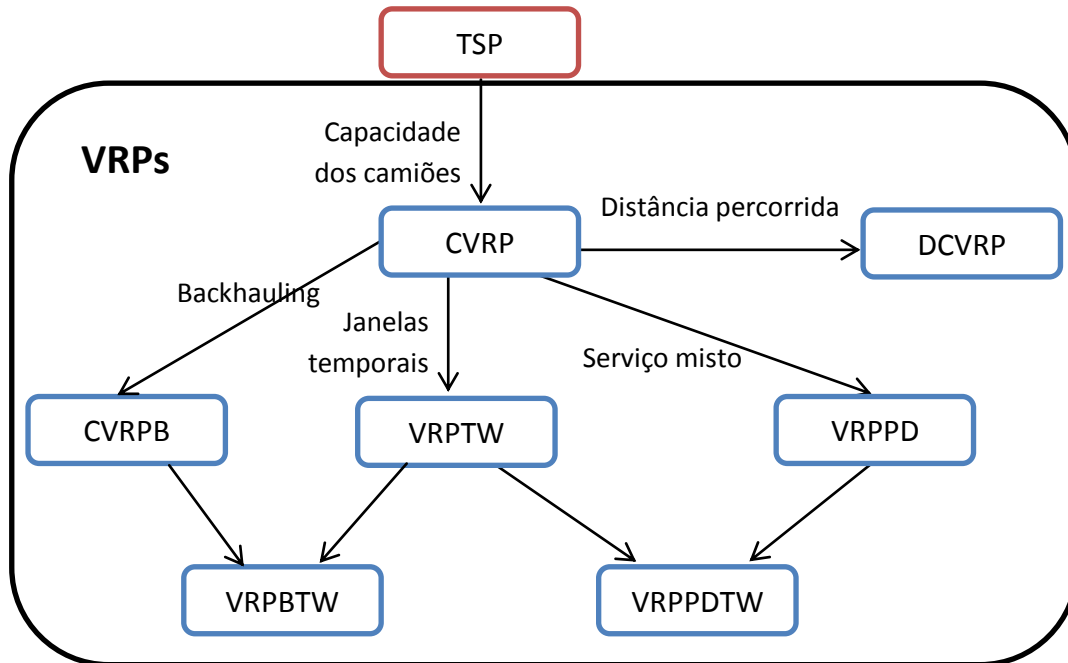 TSP
Capacidade
dos camiões
VRPs
Distância percorrida
CVRP
DCVRP
Backhauling
Janelas
temporais
Serviço misto
CVRPB
VRPTW
VRPPD
VRPBTW
VRPPDTW